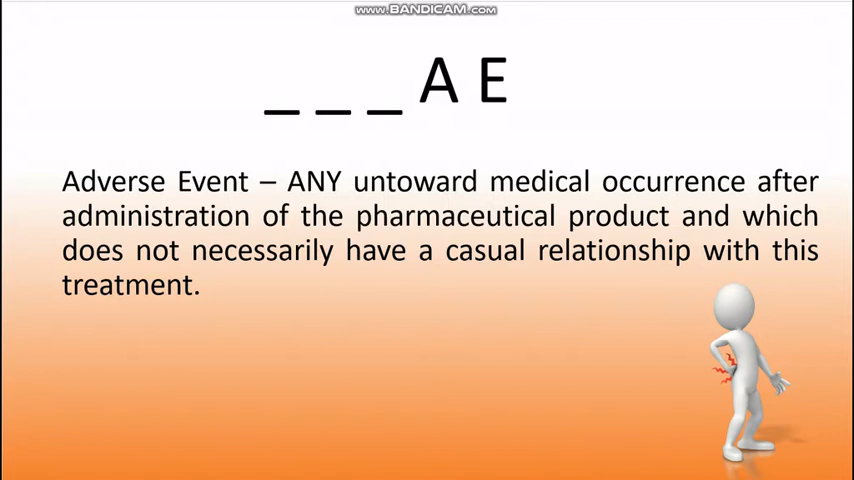 www.BANDICAM.com
_ _ _ A E
Adverse Event – ANY untoward medical occurrence after
administration of the pharmaceutical product and which
does not necessarily have a casual relationship with this
treatment.